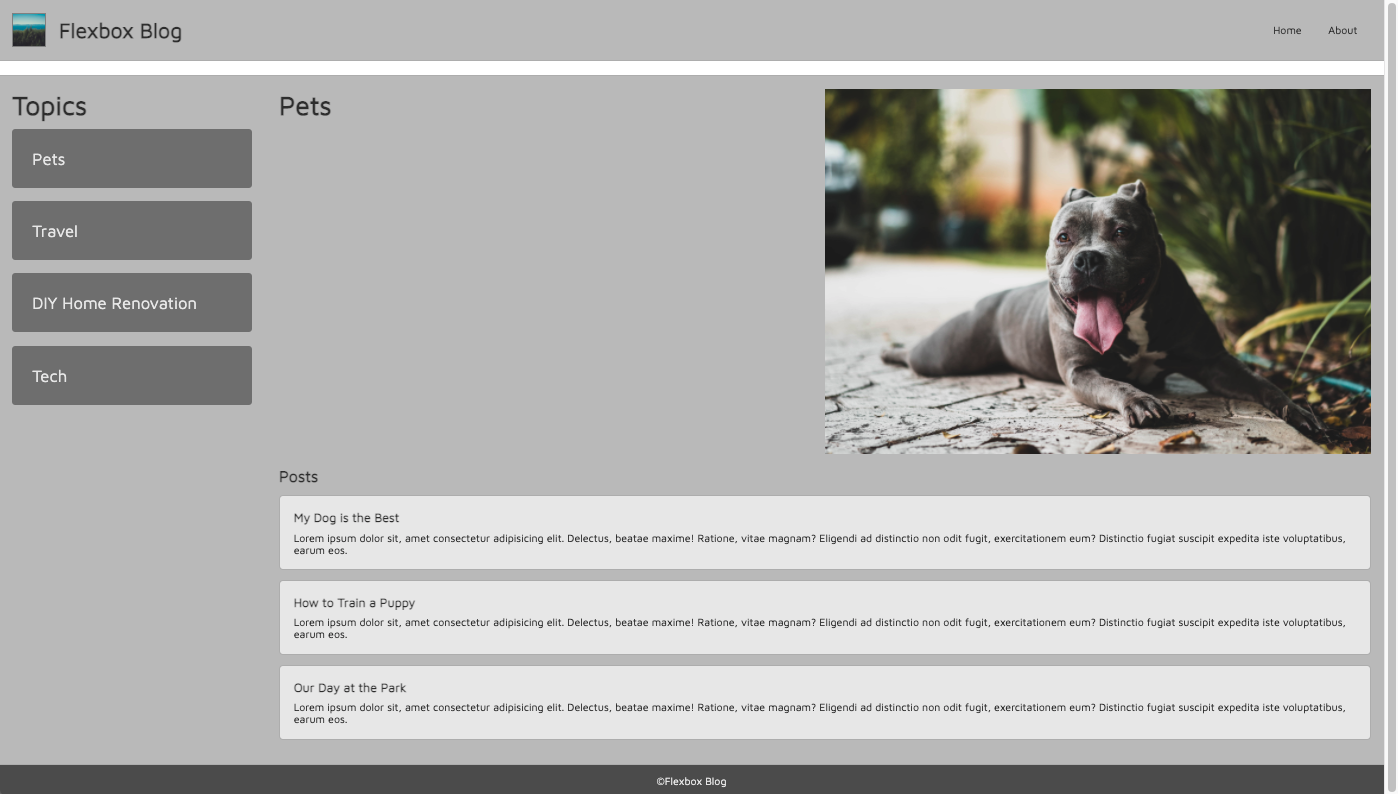 Flexbox Blog
Home About
Topics
Pets
Travel
DIY Home Renovation
Tech
Pets
Posts
My Dog is the Best
Lorem ipsum dolor sit, amet consectetur adipisicing elit. Delectus, beatae maxime! Ratione, vitae magnam? Eligendi ad distinctio non odit fugit, exercitationem eum? Distinctio fugiat suscipit expedita iste voluptatibus,
earum eos.
How to Train a Puppy
Lorem ipsum dolor sit, amet consectetur adipisicing elit. Delectus, beatae maxime! Ratione, vitae magnam? Eligendi ad distinctio non odit fugit, exercitationem eum? Distinctio fugiat suscipit expedita iste voluptatibus,
earum eos.
Our Day at the Park
Lorem ipsum dolor sit, amet consectetur adipisicing elit. Delectus, beatae maxime! Ratione, vitae magnam? Eligendi ad distinctio non odit fugit, exercitationem eum? Distinctio fugiat suscipit expedita iste voluptatibus,
earum eos.
©Flexbox Blog